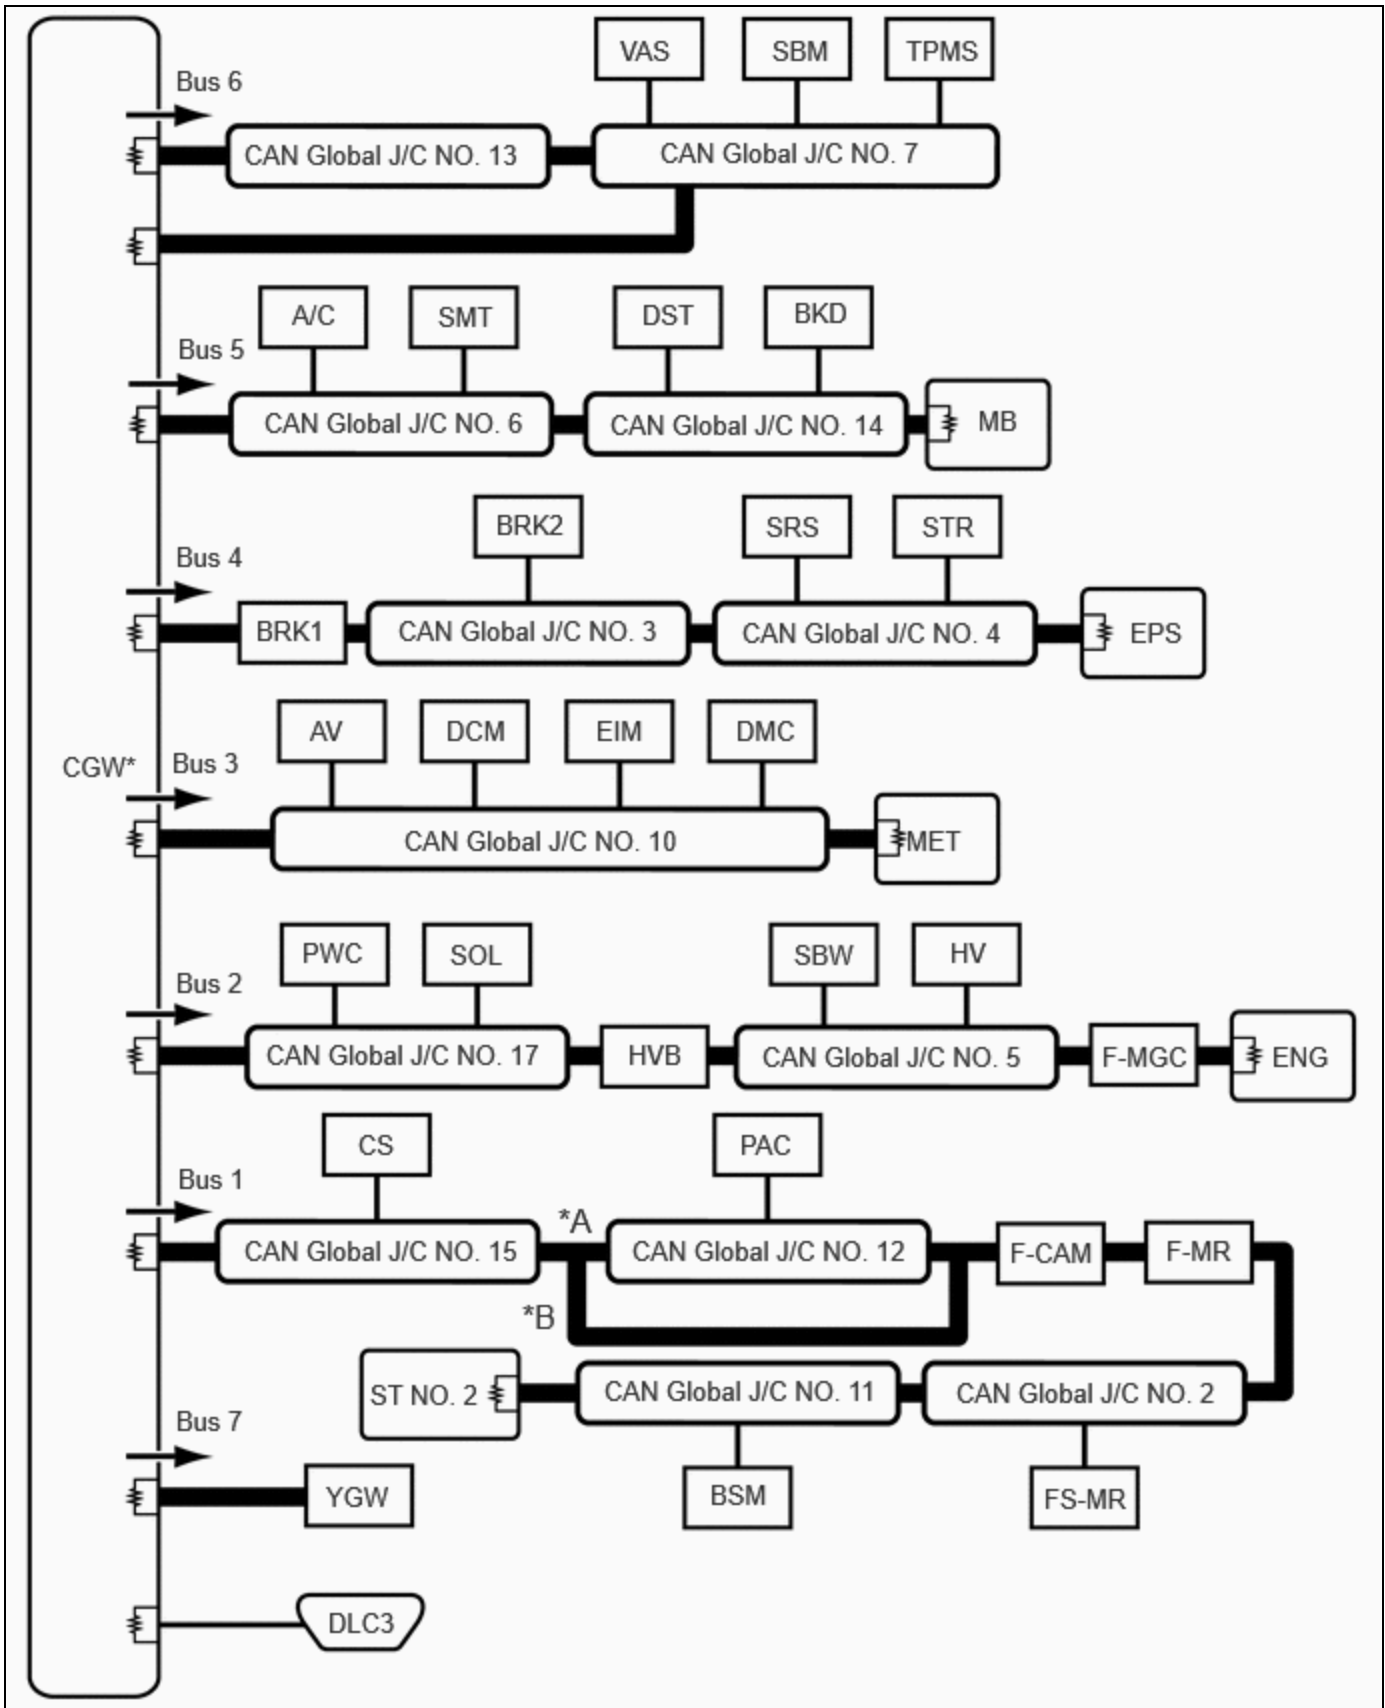 VAS
SBM
TPMS
Bus 6
CAN Global J/C NO. 13
CAN Global J/C NO. 7
A/C
SMT
DST
BKD
Bus 5
CAN Global J/C NO. 6
CAN Global J/C NO. 14
MB
BRK2
SRS
STR
Bus 4
BRK1
CAN Global J/C NO. 3
CAN Global J/C NO. 4
EPS
AV
DCM
EIM
DMC
CGW*
Bus 3
CAN Global J/C NO. 10
MET
PWC
SOL
SBW
HV
Bus 2
CAN Global J/C NO. 17
HVB
CAN Global J/C NO. 5
F-MGC
ENG
CS
PAC
Bus 1
CAN Global J/C NO. 15
*A
CAN Global J/C NO. 12
F-CAM
F-MR
*B
ST NO. 2
CAN Global J/C NO. 11
CAN Global J/C NO. 2
Bus 7
YGW
BSM
FS-MR
DLC3